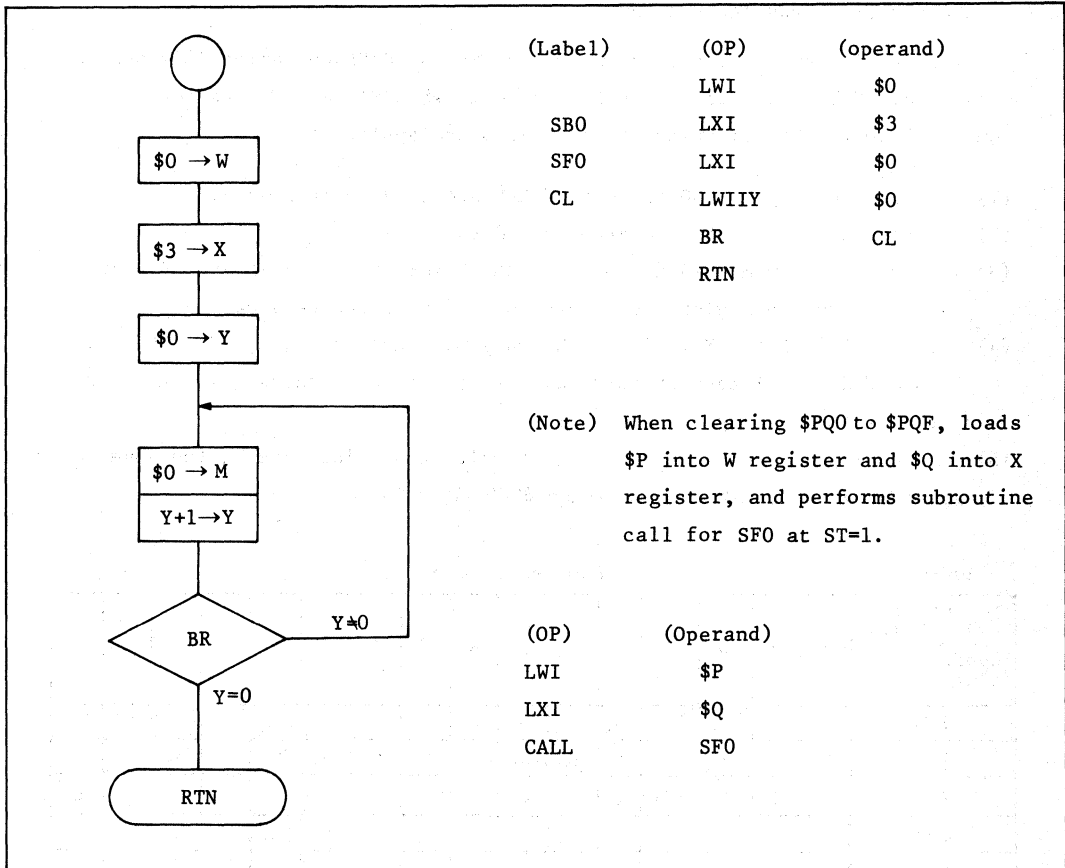 $0 → W
$3 → X
$0 → Y
$0 → M
Y+1→Y
BR
Y≠0
Y=0
RTN
(Label) (OP) (operand)
LWI $0
SB0 LXI $3
SF0 LXI $0
CL LWIIY $0
BR CL
RTN
(Note) When clearing $PQ0 to $PQF, loads
$P into W register and $Q into X
register, and performs subroutine
call for SF0 at ST=1.
(OP) (Operand)
LWI $P
LXI $Q
CALL SF0